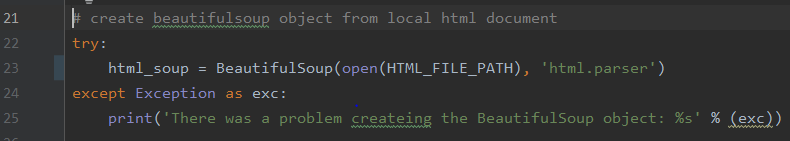 21 # create beautifulsoup object from local html document
22 try:
23     html_soup = BeautifulSoup(open(HTML_FILE_PATH), 'html.parser')
24 except Exception as exc:
25     print('There was a problem createing the BeautifulSoup object: %s' % (exc))
26